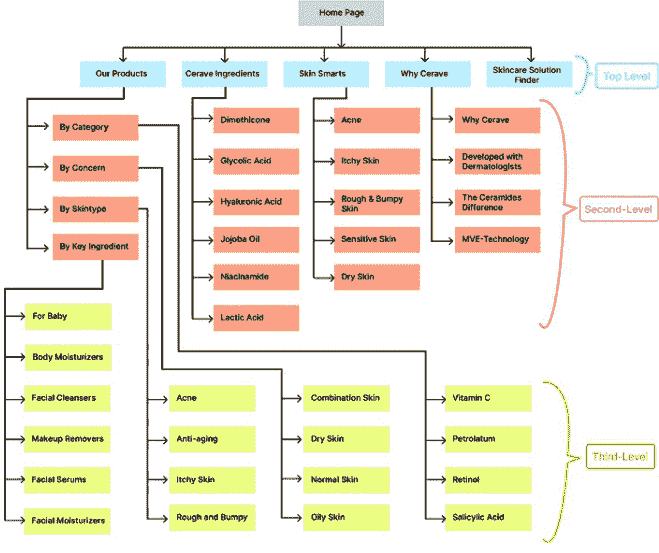 Home Page
Our Products
Cerave Ingredients
Skin Smarts
Why Cerave
Skincare Solution
Finder
Top Level
By Category
By Concern
By Skintype
By Key Ingredient
Dimethicone
Glycolic Acid
Hyaluronic Acid
Jojoba Oil
Niacinamide
Lactic Acid
Acne
Itchy Skin
Rough & Bumpy
Skin
Sensitive Skin
Dry Skin
Why Cerave
Developed with
Dermatologists
The Ceramides
Difference
MVE-Technology
Second-Level
For Baby
Body Moisturizers
Facial Cleansers
Makeup Removers
Facial Serums
Facial Moisturizers
Acne
Anti-aging
Itchy Skin
Rough and Bumpy
Combination Skin
Dry Skin
Normal Skin
Oily Skin
Vitamin C
Petrolatum
Retinol
Salicylic Acid
Third-Level